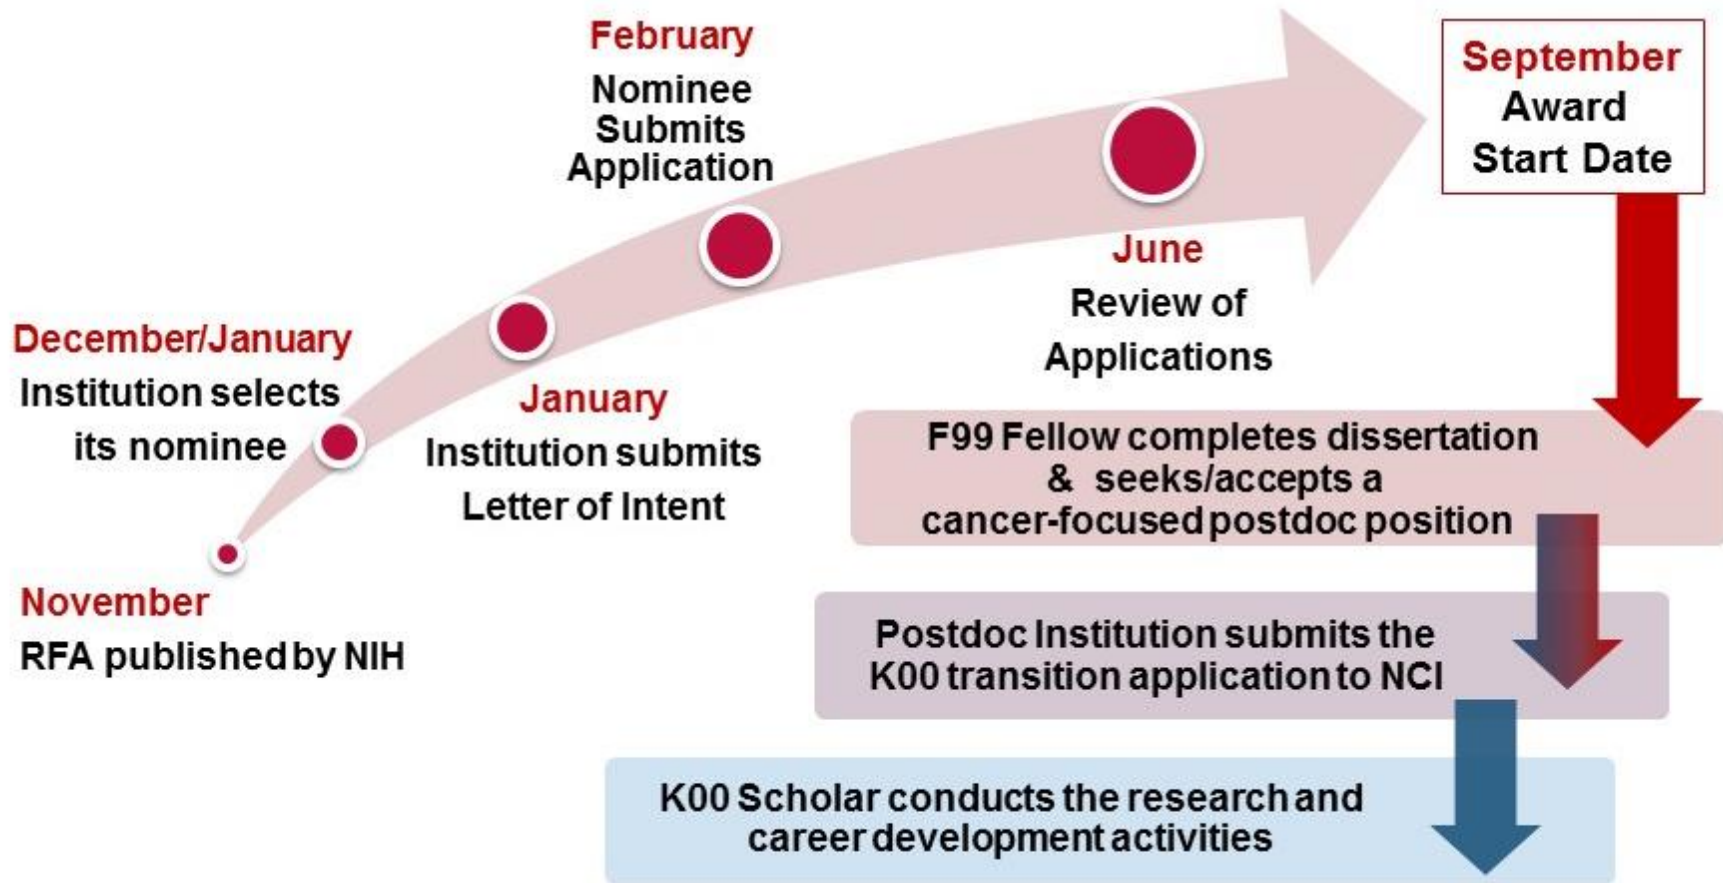 November
RFA published by NIH
December/January
Institution selects
its nominee
January
Institution submits
Letter of Intent
February
Nominee
Submits
Application
June
Review of
Applications
September
Award
Start Date
F99 Fellow completes dissertation
& seeks/accepts a
cancer-focused postdoc position
Postdoc Institution submits the
K00 transition application to NCI
K00 Scholar conducts the research and
career development activities